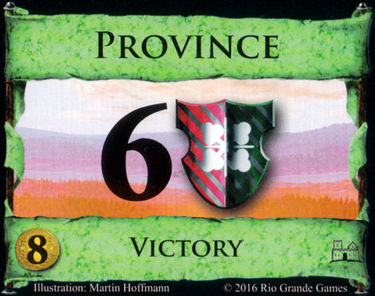 PROVINCE
6
8
VICTORY
Illustration: Martin Hoffmann
© 2016 Rio Grande Games